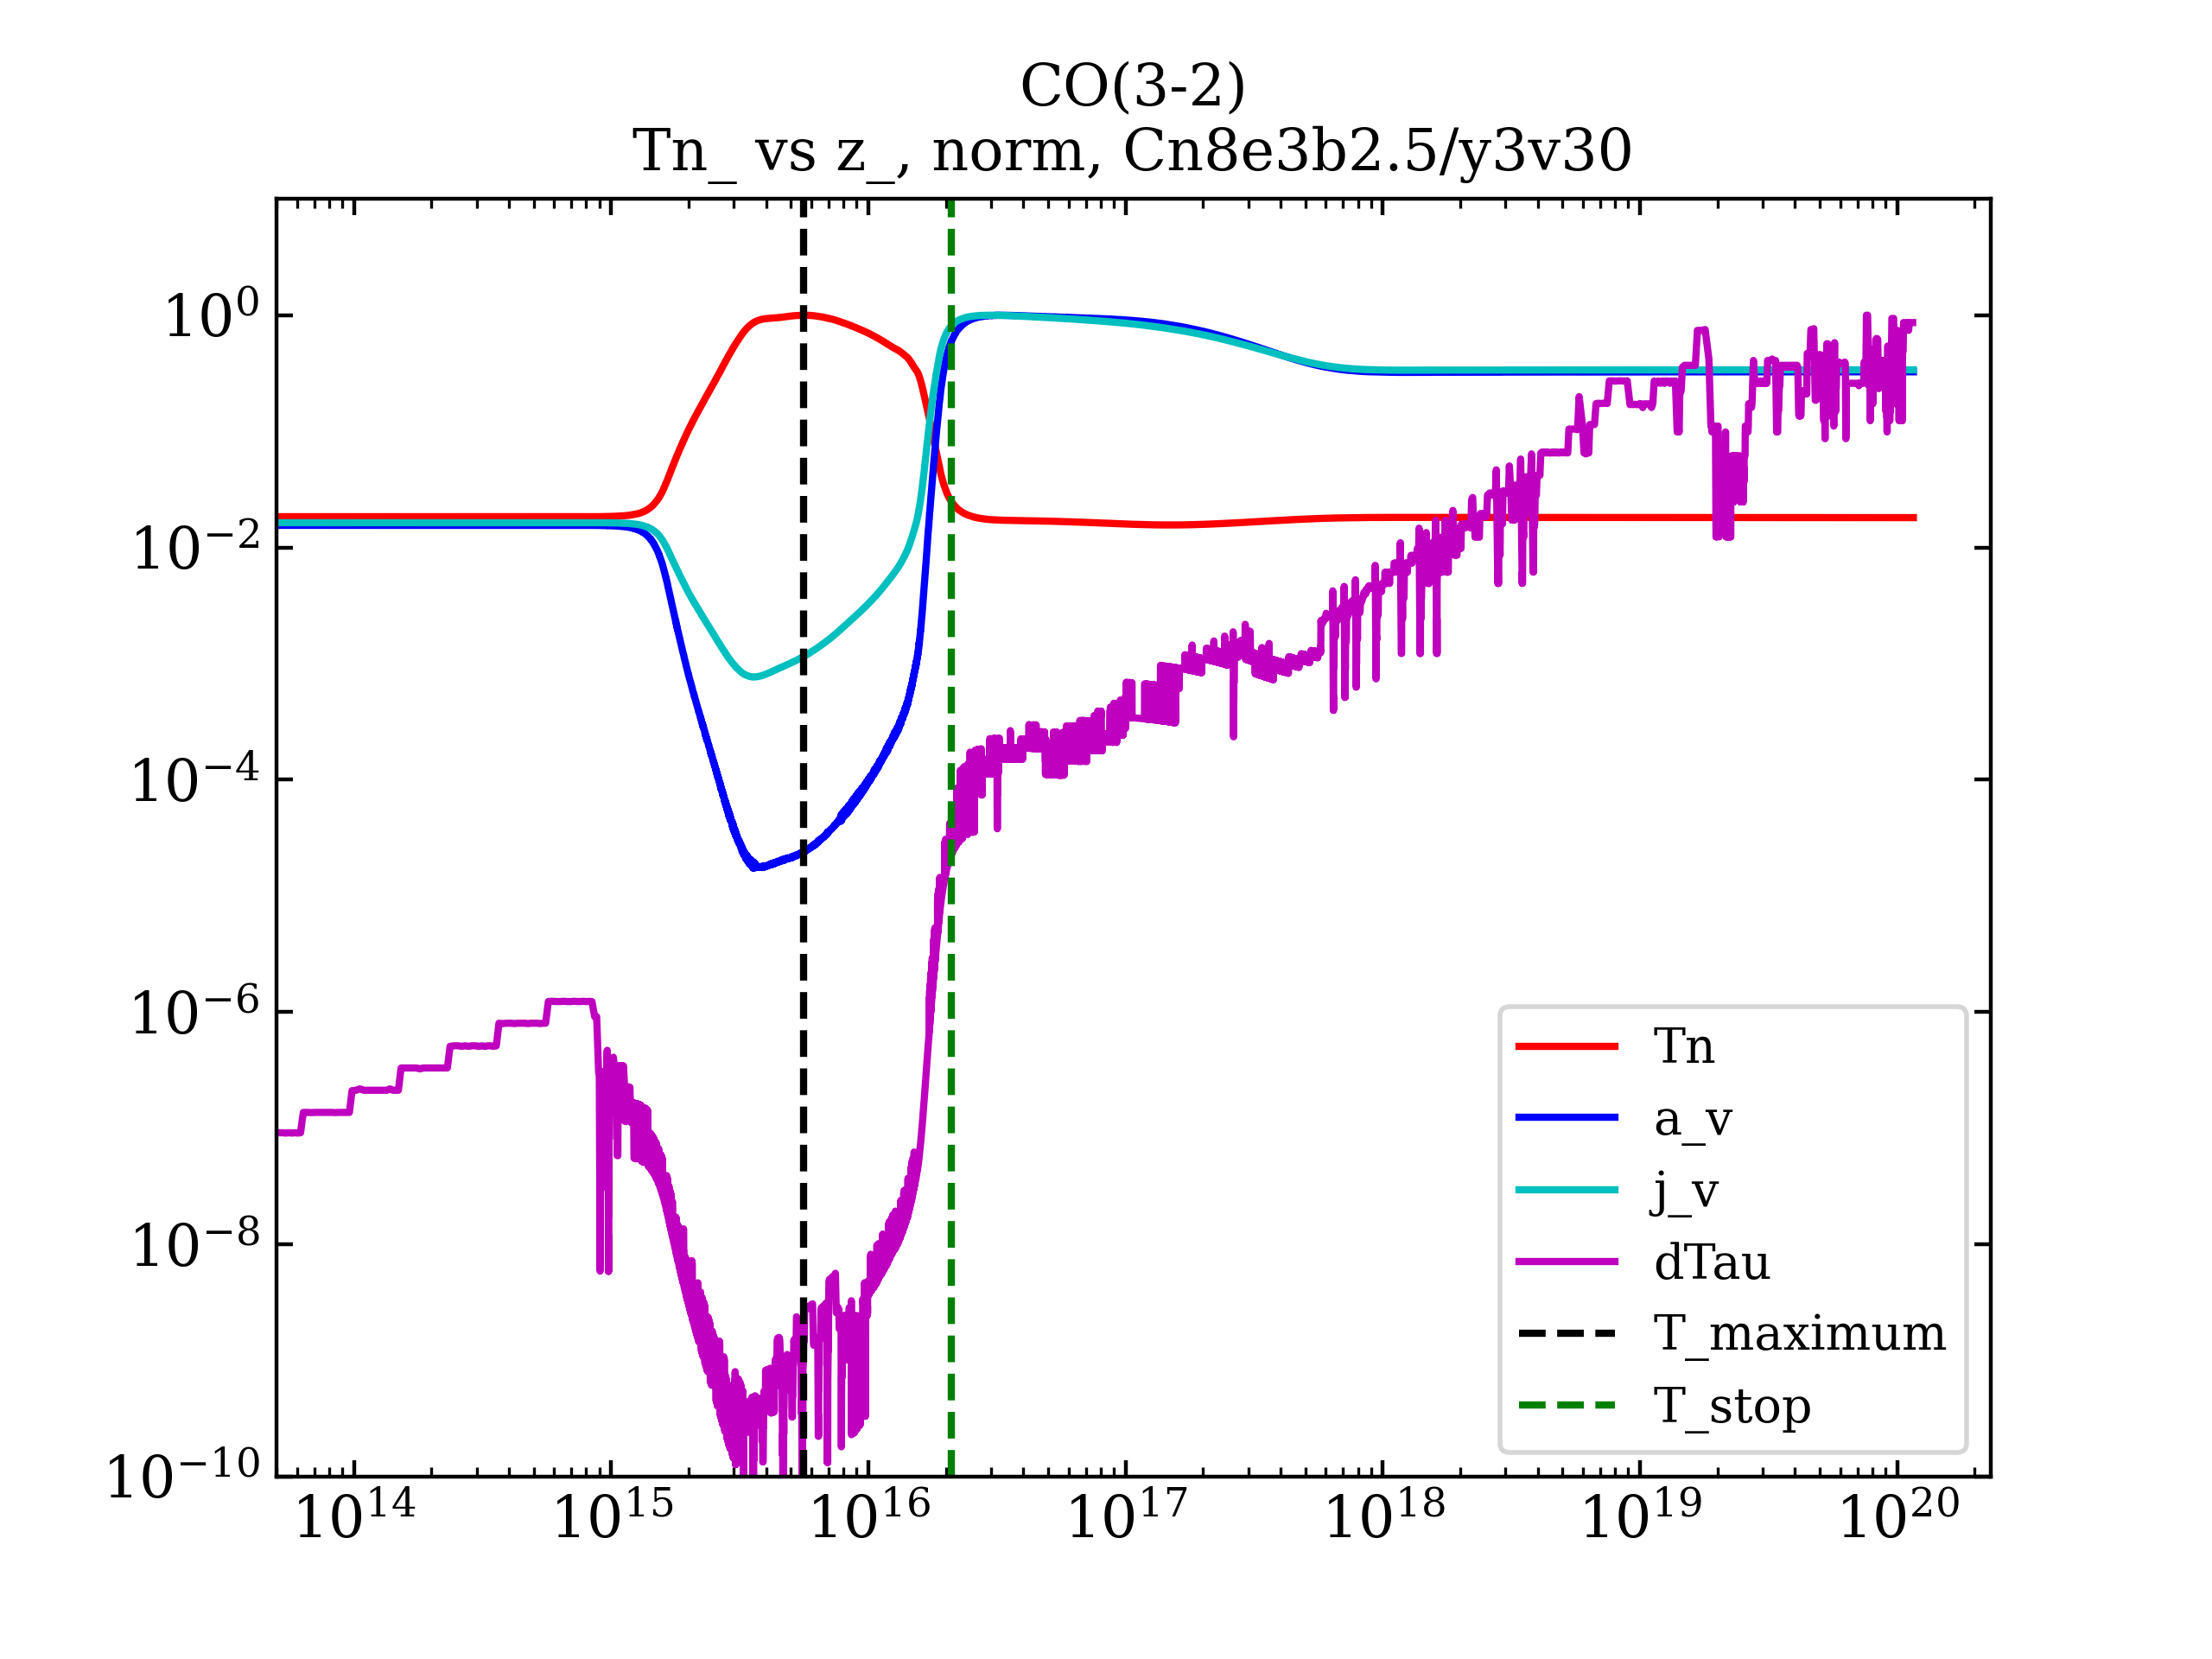 CO(3-2)
Tn_ vs z_, norm, Cn8e3b2.5/y3v30
10^0
10^−2
10^−4
10^−6
10^−8
10^−10
10^14 10^15 10^16 10^17 10^18 10^19 10^20
Tn
a_v
j_v
dTau
T_maximum
T_stop